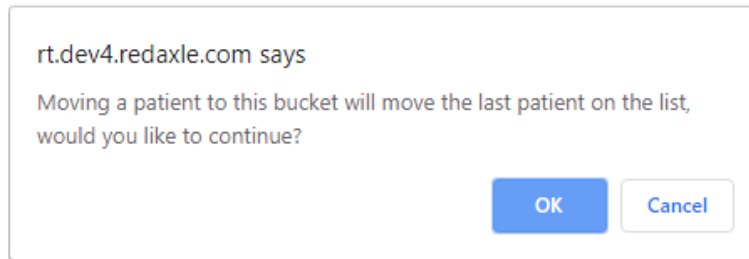 rt.dev4.redaxle.com says
Moving a patient to this bucket will move the last patient on the list,
would you like to continue?
OK
Cancel